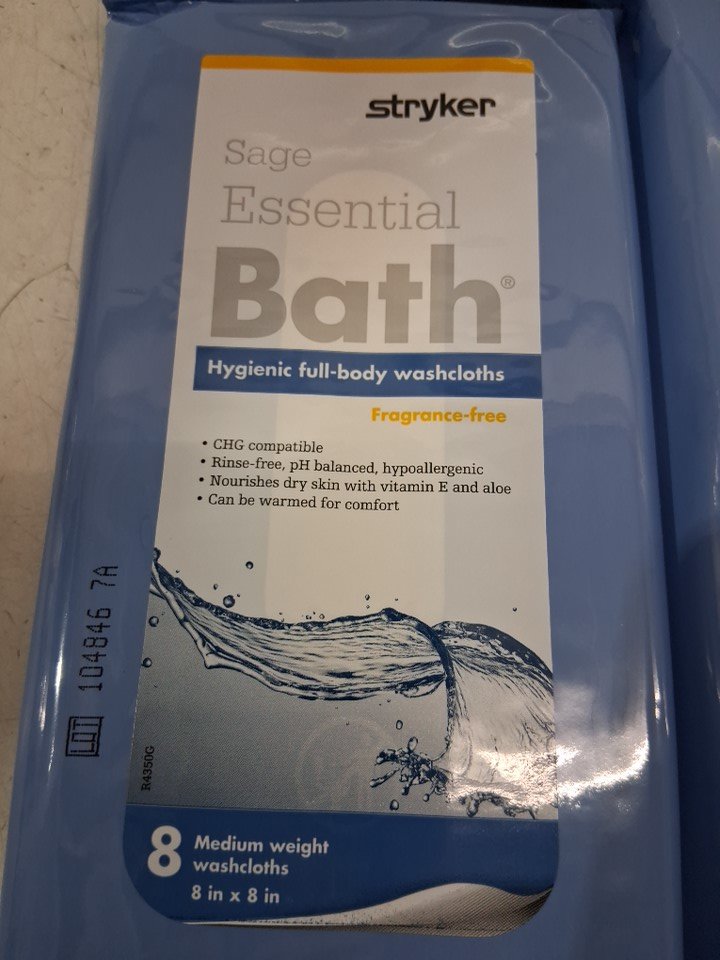 stryker
Sage
Essential
Bath®
Hygienic full-body washcloths
Fragrance-free
• CHG compatible
• Rinse-free, pH balanced, hypoallergenic
• Nourishes dry skin with vitamin E and aloe
• Can be warmed for comfort
LOT 104846 7A
R4350G
8 Medium weight
washcloths
8 in x 8 in